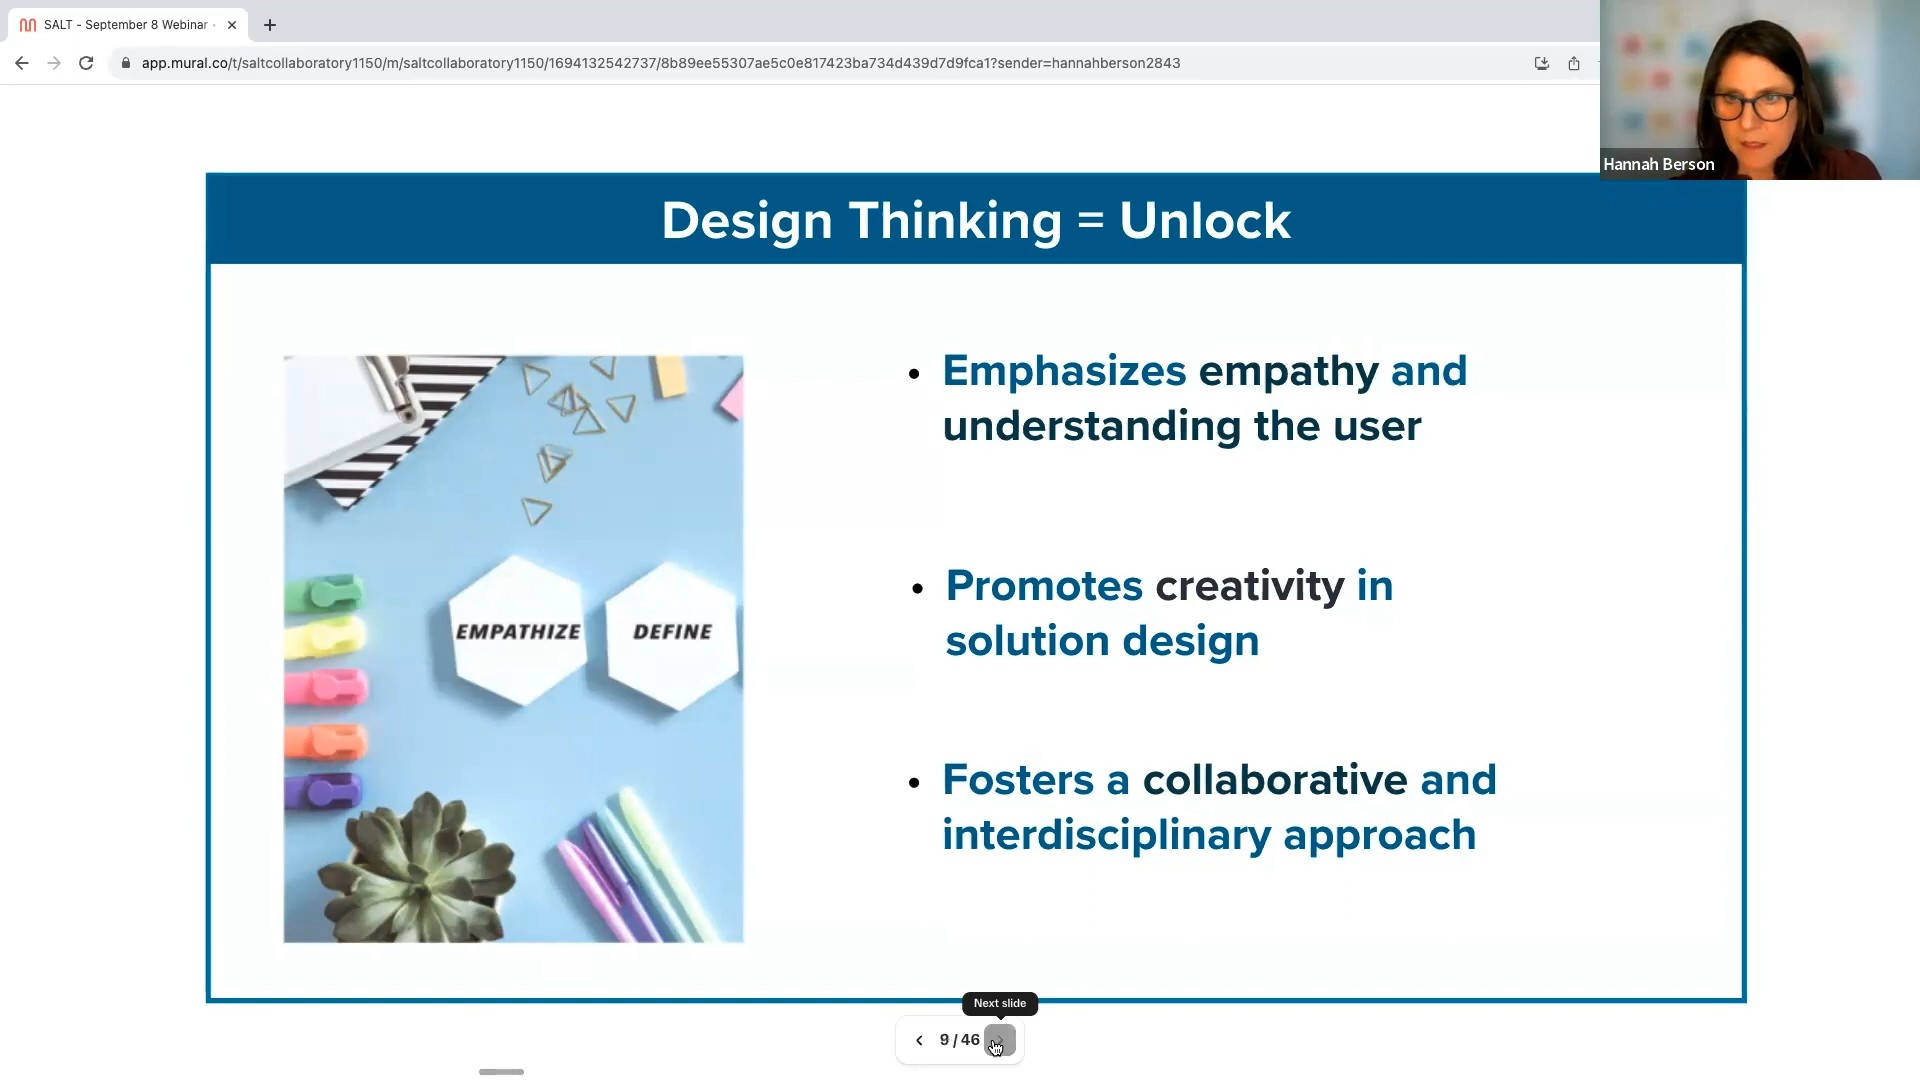 SALT - September 8 Webinar
app.mural.co/t/saltcollaboratory1150/m/saltcollaboratory1150/1694132542737/8b89ee55307ae5c0e817423ba734d439d7d9fca1?sender=hannahberson2843
Hannah Berson
Design Thinking = Unlock
• Emphasizes empathy and
understanding the user
EMPATHIZE DEFINE
• Promotes creativity in
solution design
• Fosters a collaborative and
interdisciplinary approach
Next slide
9 / 46